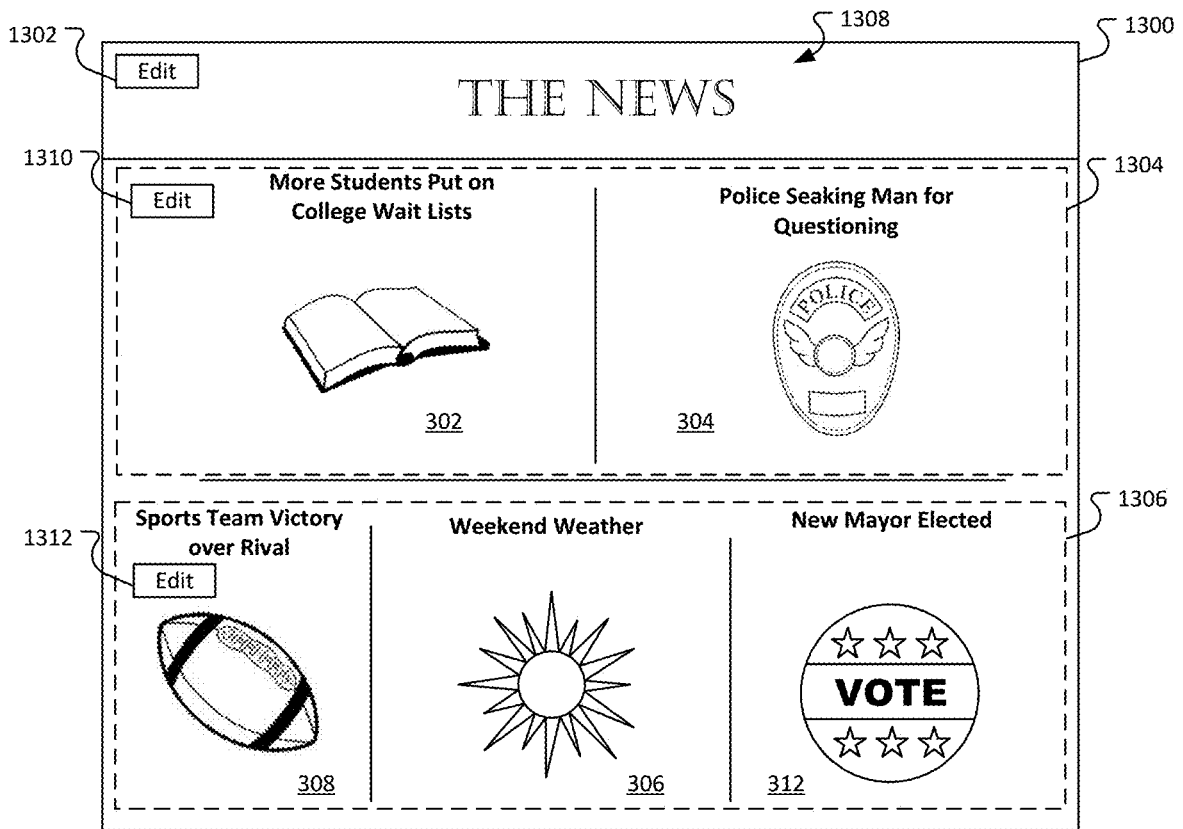 1308
1300
1302
Edit
THE NEWS
1310
1304
Edit
More Students Put on
College Wait Lists
Police Seaking Man for
Questioning
POLICE
302
304
1306
1312
Sports Team Victory
over Rival
Weekend Weather
New Mayor Elected
Edit
VOTE
308
306
312